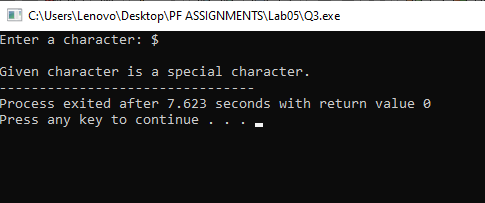 C:\Users\Lenovo\Desktop\PF ASSIGNMENTS\Lab05\Q3.exe
Enter a character: $
Given character is a special character.
--------------------------------
Process exited after 7.623 seconds with return value 0
Press any key to continue . . .